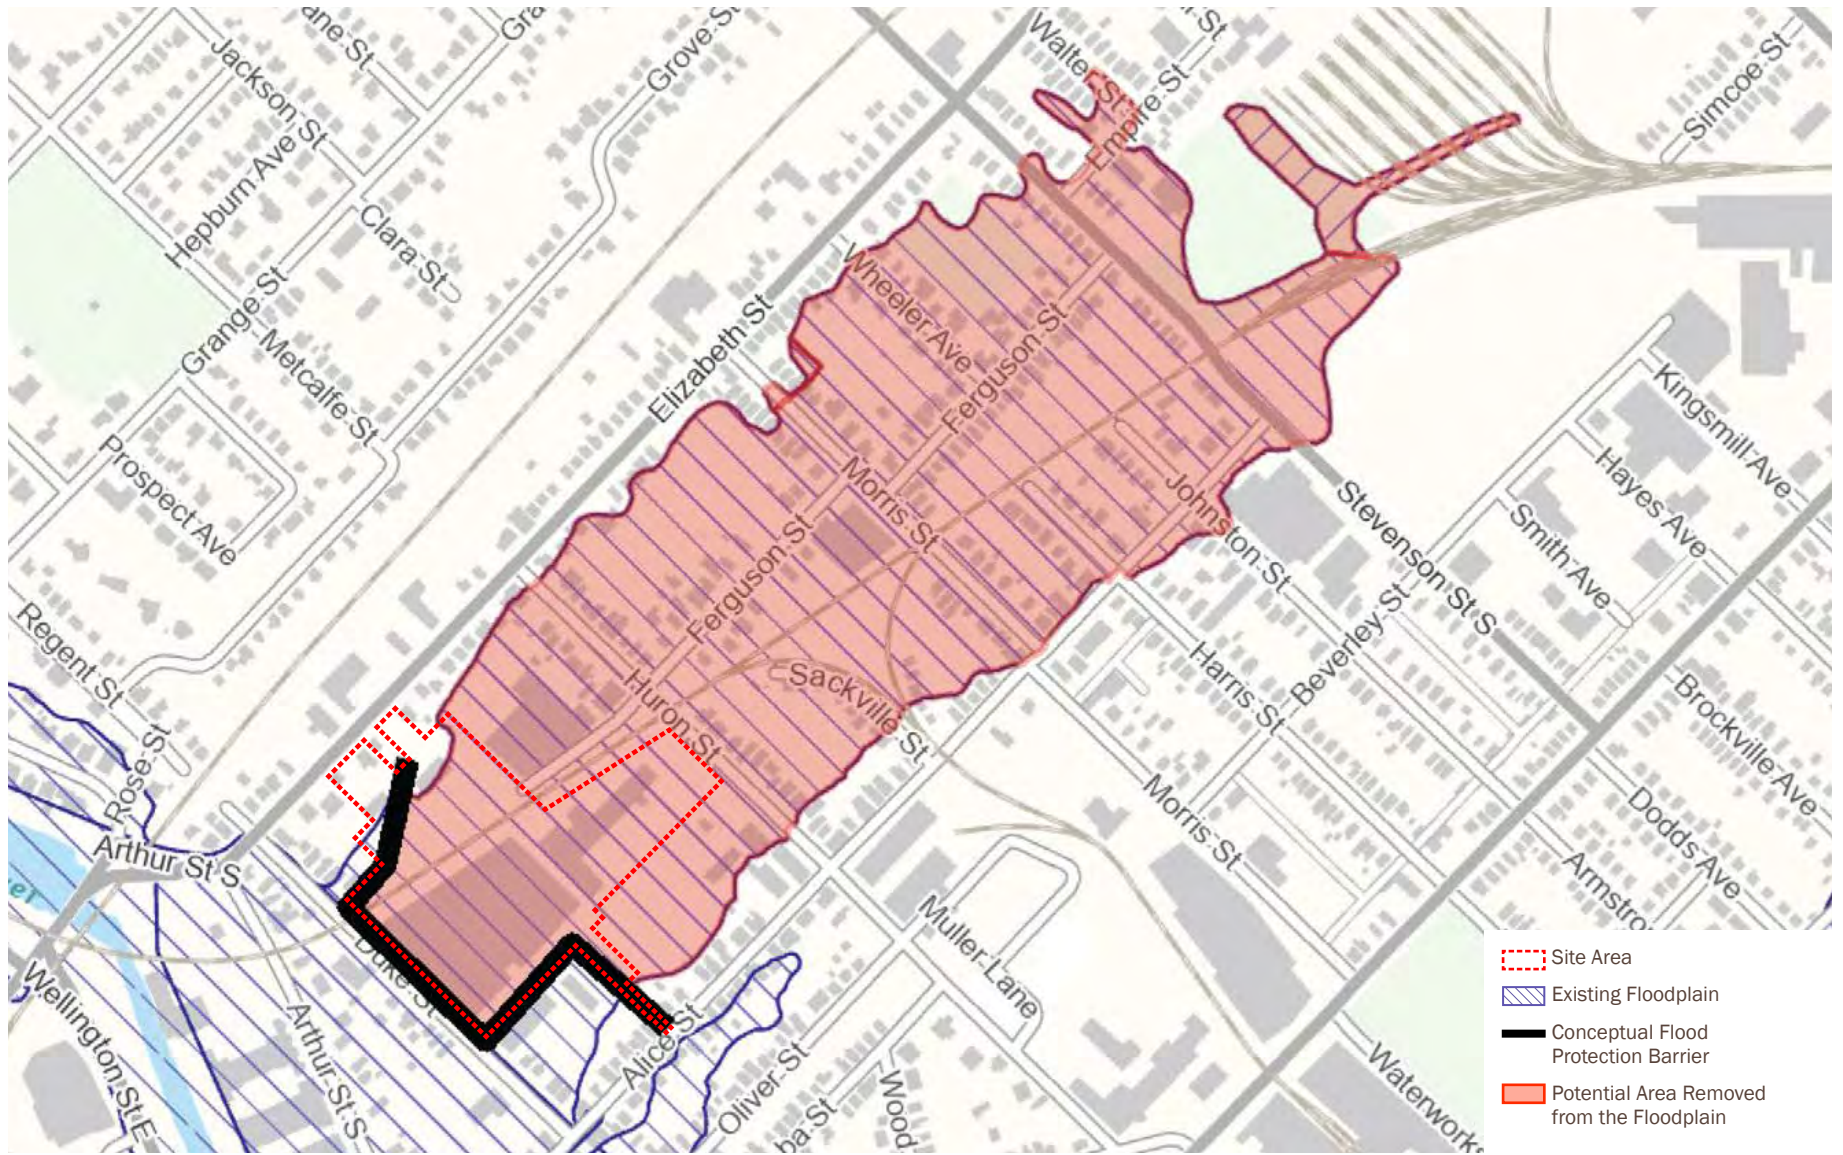 Jackson St
Grove St
Walter St
Empire St
Simcoe St
Hepburn Ave
Clara St
Grange St
Metcalfe St
Elizabeth St
Wheeler Ave
Ferguson St
Prospect Ave
Morris St
Johnston St
Stevenson St S
Kingsmill Ave
Hayes Ave
Smith Ave
Ferguson St
Regent St
Huron St
Sackville St
Harris St
Beverley St
Brockville Ave
Rose St
Arthur St S
Morris St
Dodds Ave
Armstro
Duke St
Muller Lane
Wellington St E
Arthur St S
Alice St
Oliver St
Wood
ba St
Waterworks
Site Area
Existing Floodplain
Conceptual Flood
Protection Barrier
Potential Area Removed
from the Floodplain